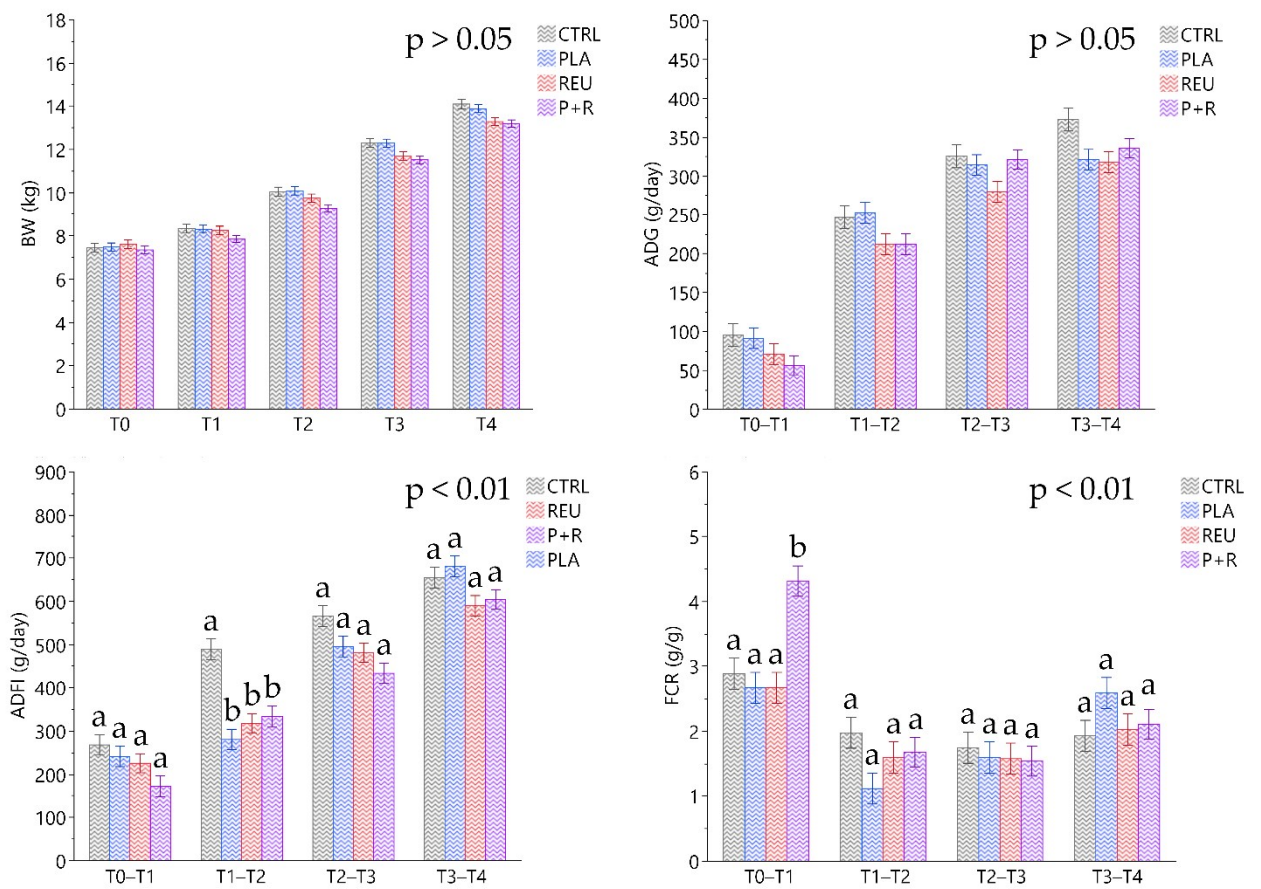 BW (kg)
18
16
14
12
10
8
6
4
2
0
p > 0.05
CTRL
PLA
REU
P+R
T0 T1 T2 T3 T4
ADG (g/day)
500
450
400
350
300
250
200
150
100
50
0
p > 0.05
CTRL
PLA
REU
P+R
T0–T1 T1–T2 T2–T3 T3–T4
ADFI (g/day)
900
800
700
600
500
400
300
200
100
0
p < 0.01
CTRL
REU
P+R
PLA
a a a a
a b b b
a a a a
a a a a
T0–T1 T1–T2 T2–T3 T3–T4
FCR (g/g)
6
5
4
3
2
1
0
p < 0.01
CTRL
PLA
REU
P+R
a a a b
a a a a
a a a a
a a a a
T0–T1 T1–T2 T2–T3 T3–T4